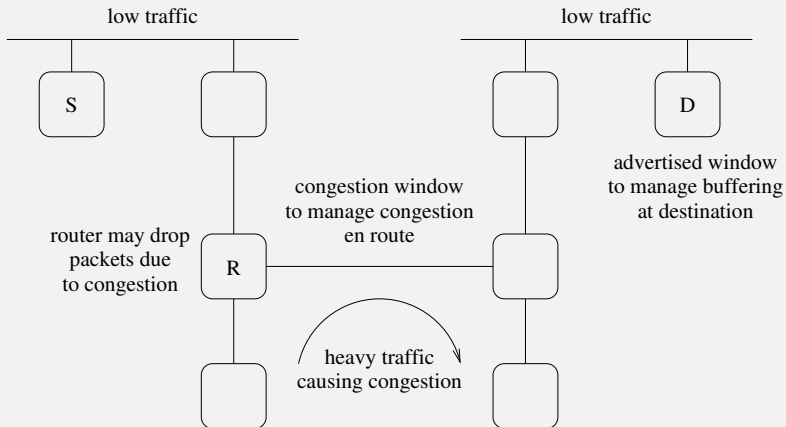 low traffic
low traffic
S
D
advertised window
to manage buffering
at destination
congestion window
to manage congestion
en route
router may drop
packets due
to congestion
R
heavy traffic
causing congestion